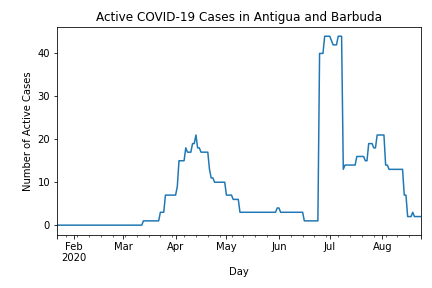 Active COVID-19 Cases in Antigua and Barbuda
Number of Active Cases
40
30
20
10
0
Feb Mar Apr May Jun Jul Aug
2020
Day